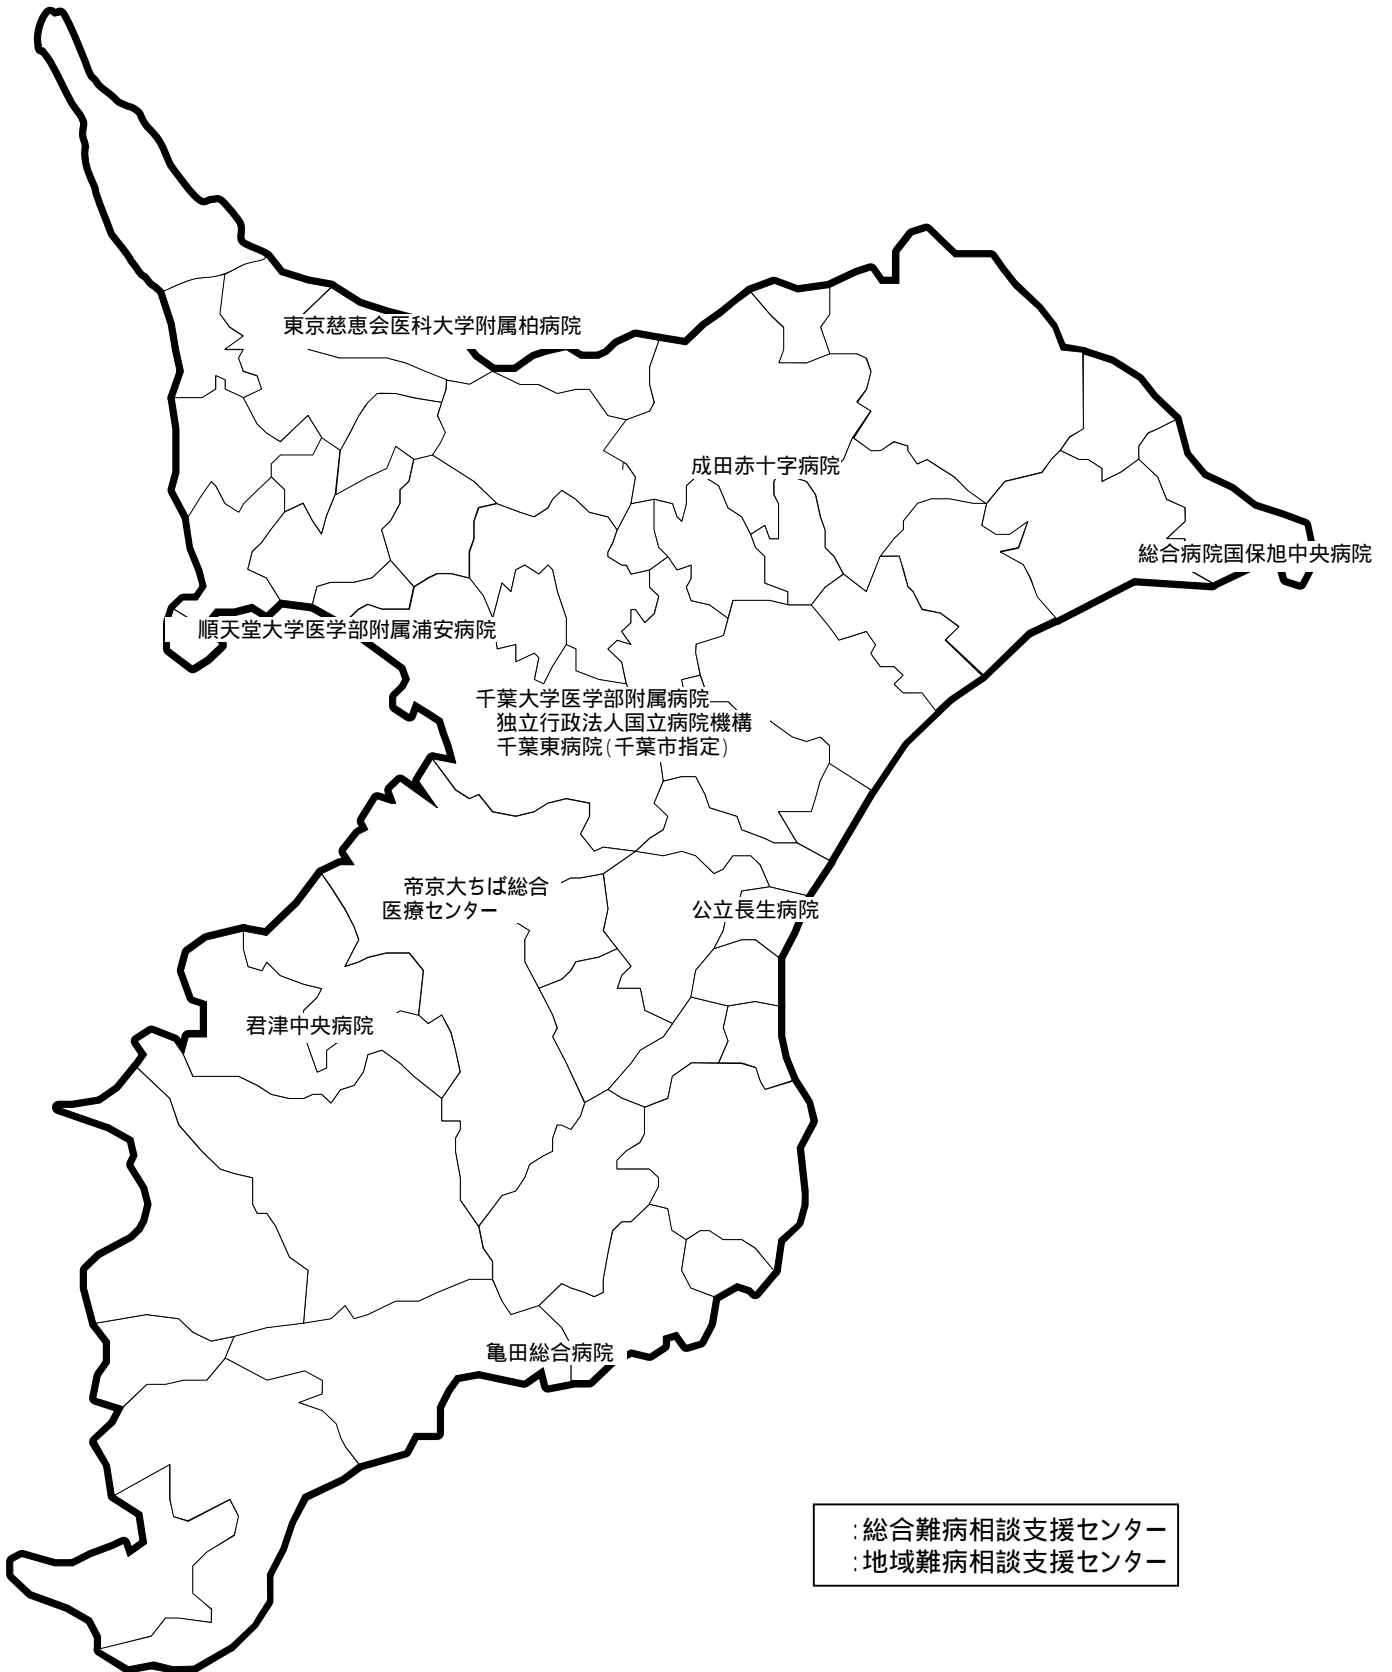 東京慈恵会医科大学附属柏病院
成田赤十字病院
総合病院国保旭中央病院
順天堂大学医学部附属浦安病院
千葉大学医学部附属病院
独立行政法人国立病院機構
千葉東病院(千葉市指定)
帝京大ちば総合
医療センター
公立長生病院
君津中央病院
亀田総合病院
:総合難病相談支援センター
:地域難病相談支援センター